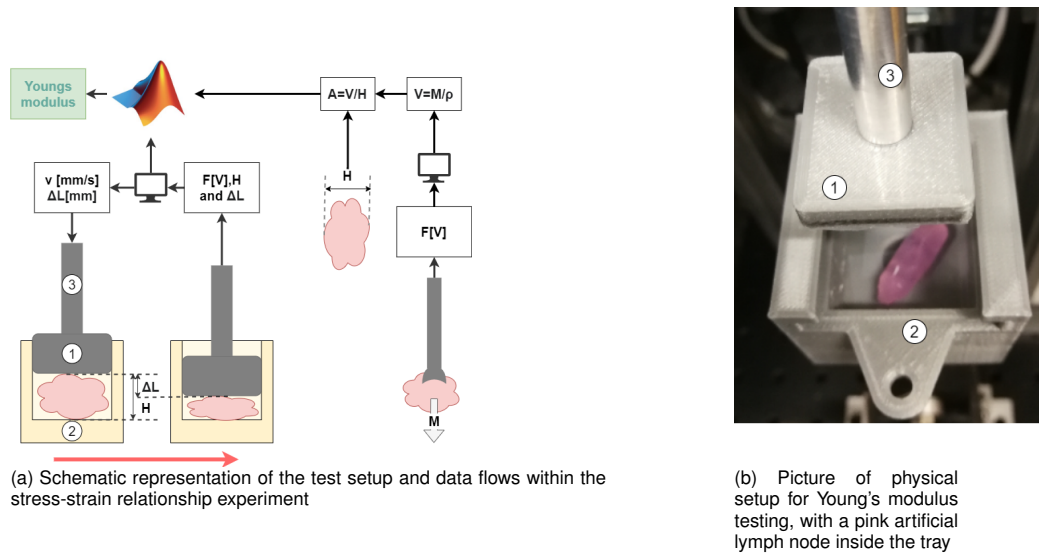 Youngs
modulus
A=V/H
V=M/ρ
v [mm/s]
ΔL[mm]
F[V],H
and ΔL
H
F[V]
3
1
2
ΔL
H
M
(a) Schematic representation of the test setup and data flows within the
stress-strain relationship experiment
3
1
2
(b) Picture of physical
setup for Young's modulus
testing, with a pink artificial
lymph node inside the tray